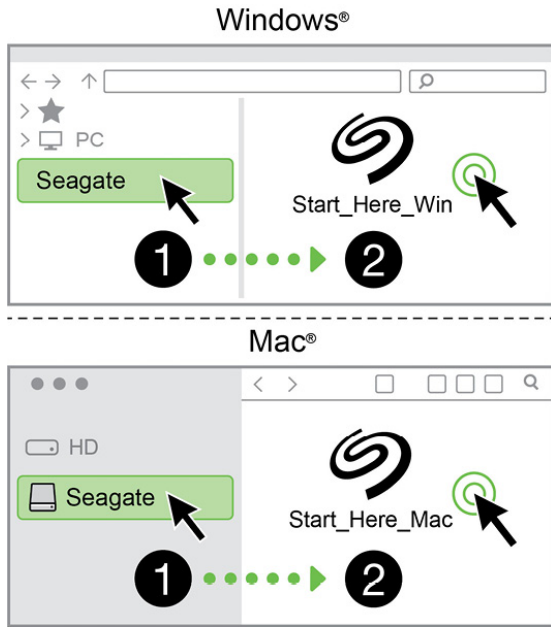 Windows®
PC
Seagate
Start_Here_Win
1 2
Mac®
HD
Seagate
Start_Here_Mac
1 2